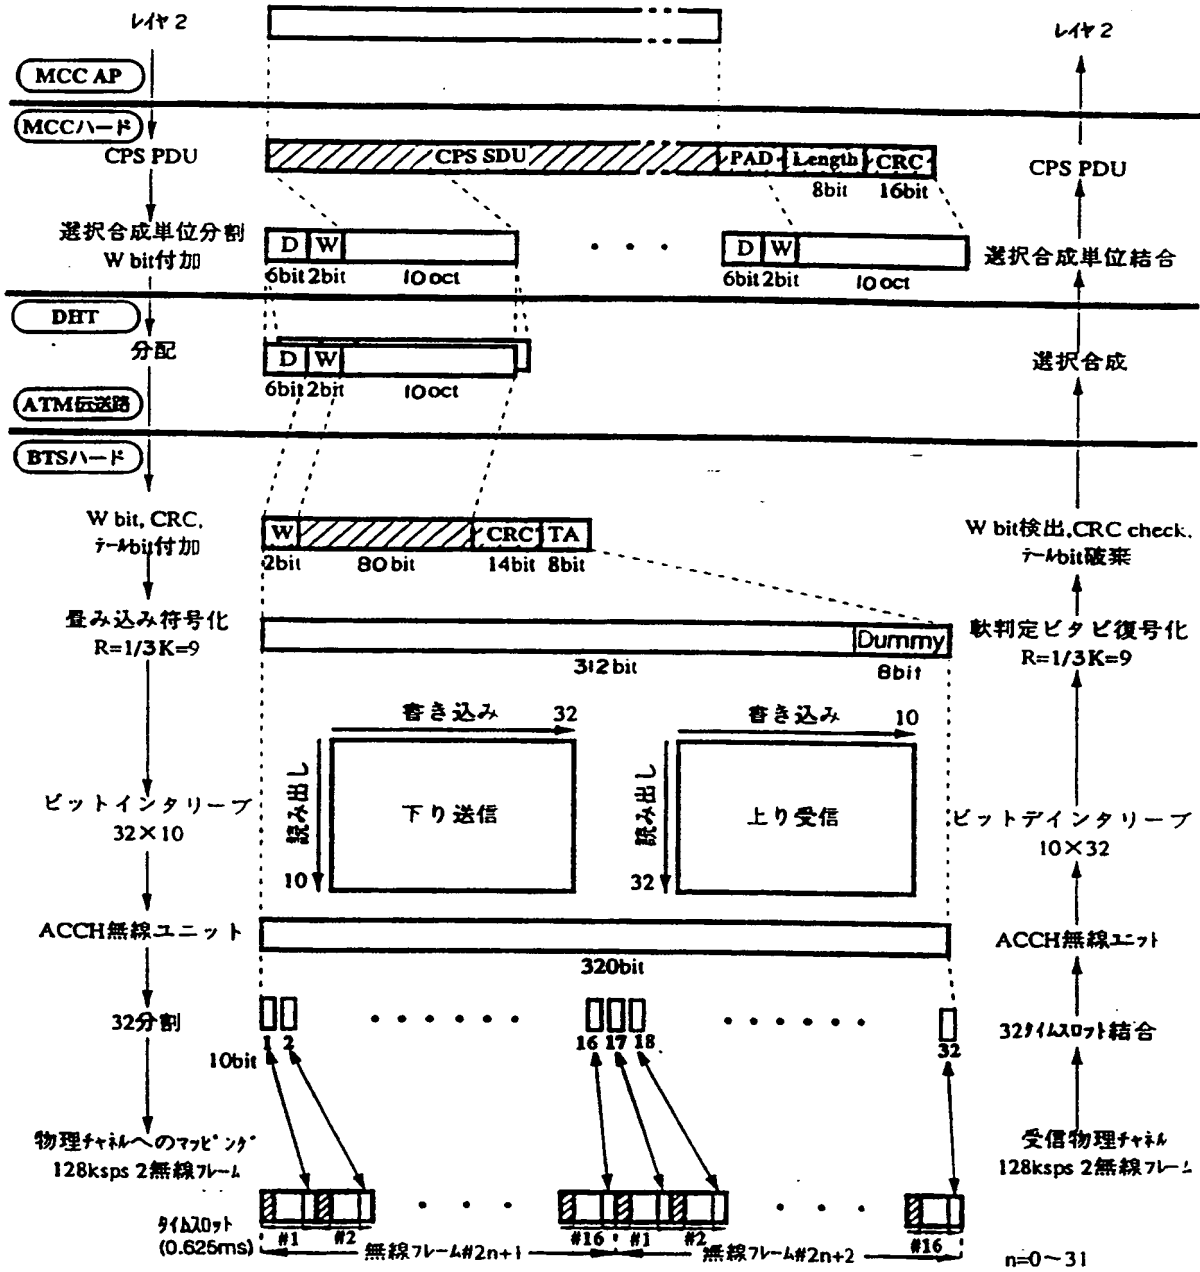 レイヤ2
レイヤ2
MCC AP
MCCハード
CPS PDU
CPS SDU
PAD
Length
CRC
8bit
16bit
CPS PDU
選択合成単位分割
W bit付加
D
W
6bit
2bit
10oct
D
W
6bit
2bit
10oct
選択合成単位結合
DHT
分配
D
W
6bit
2bit
10oct
選択合成
ATM伝送路
BTSハード
W bit, CRC,
テールbit付加
W
CRC
TA
2bit
80bit
14bit
8bit
W bit検出,CRC check,
テールbit破棄
畳み込み符号化
R=1/3 K=9
Dummy
312bit
8bit
軟判定ビタビ復号化
R=1/3 K=9
書き込み
32
書き込み
10
読み出し
下り送信
10
読み出し
上り受信
32
ビットインタリーブ
32×10
ビットデインタリーブ
10×32
ACCH無線ユニット
320bit
ACCH無線ユニット
32分割
10bit
1
2
16
17
18
32
32タイムスロット結合
物理チャネルへのマッピング
128ksps 2無線フレーム
受信物理チャネル
128ksps 2無線フレーム
タイムスロット
(0.625ms)
#1
#2
#16
#1
#2
#16
無線フレーム#2n+1
無線フレーム#2n+2
n=0~31